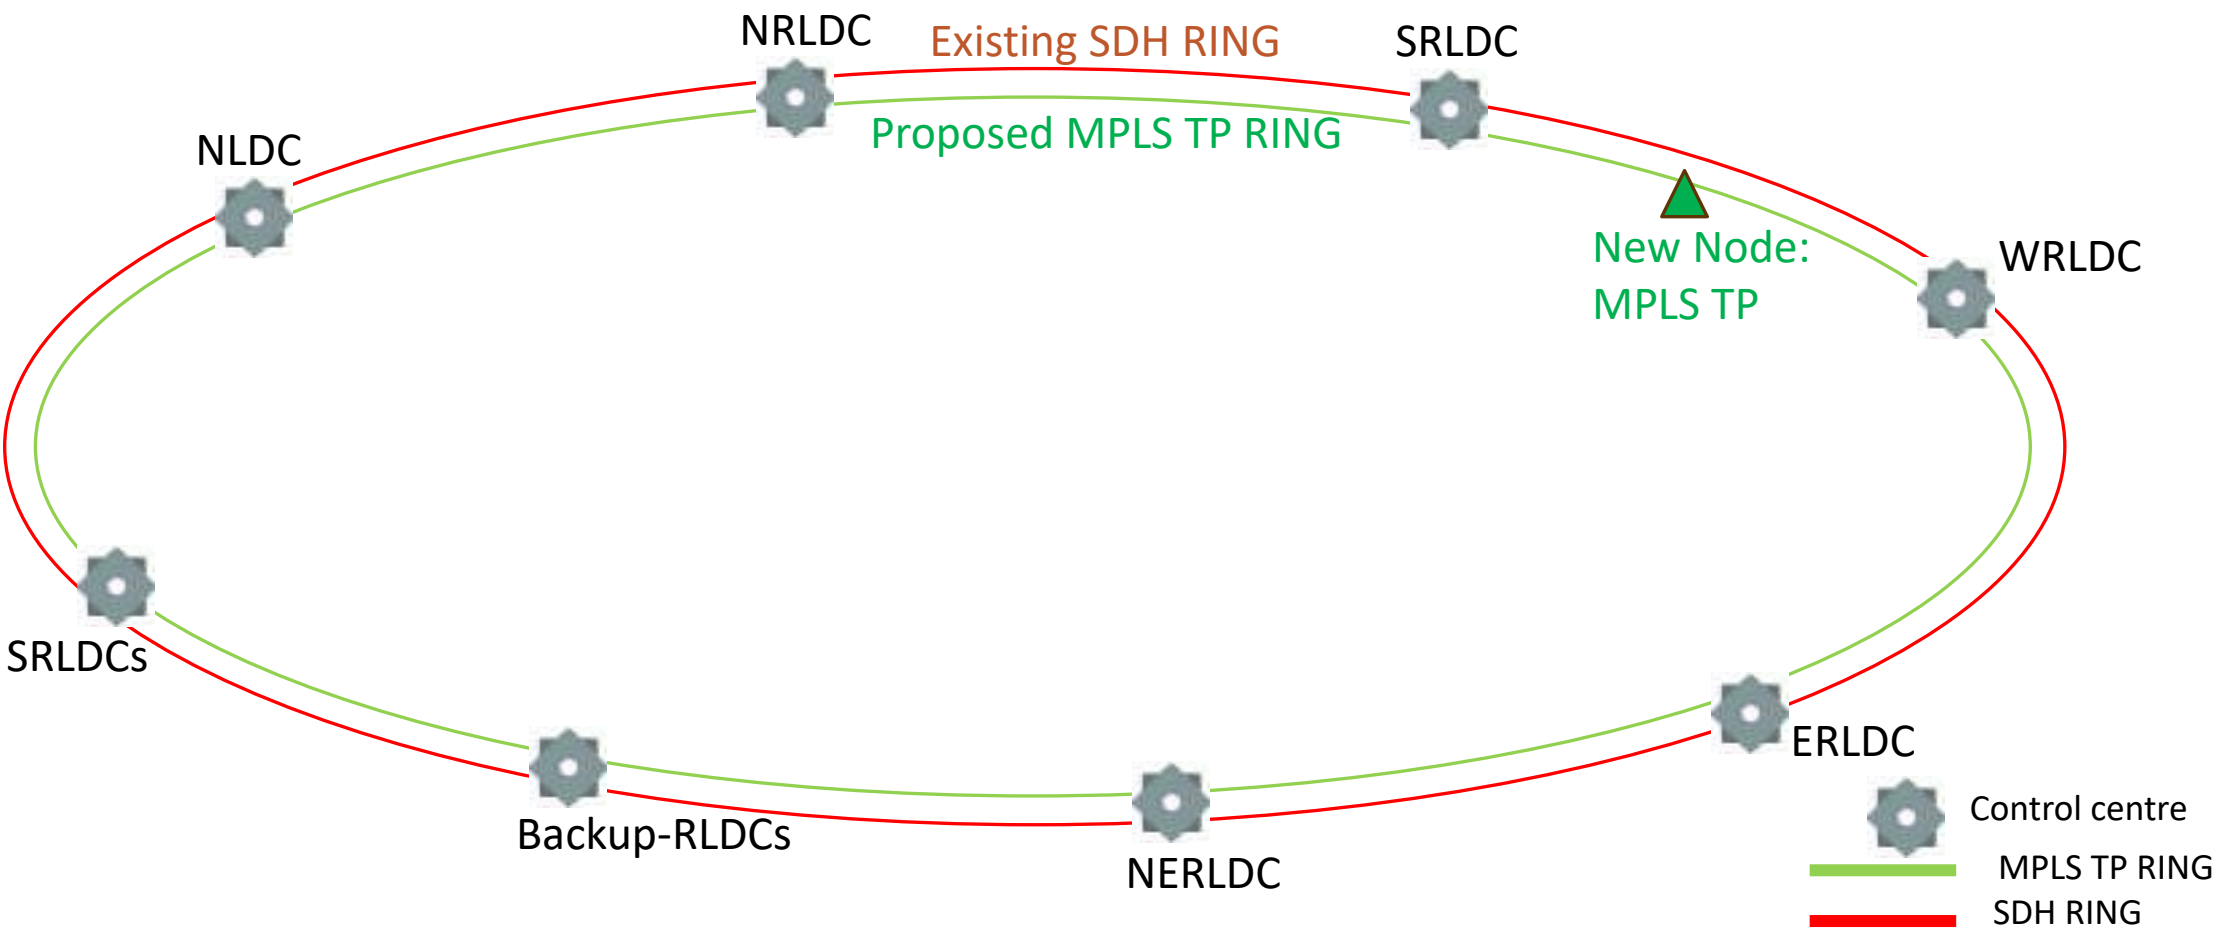 NRLDC
Existing SDH RING
SRLDC
Proposed MPLS TP RING
NLDC
New Node:
MPLS TP
WRLDC
SRLDCs
ERLDC
Backup-RLDCs
NERLDC
Control centre
MPLS TP RING
SDH RING